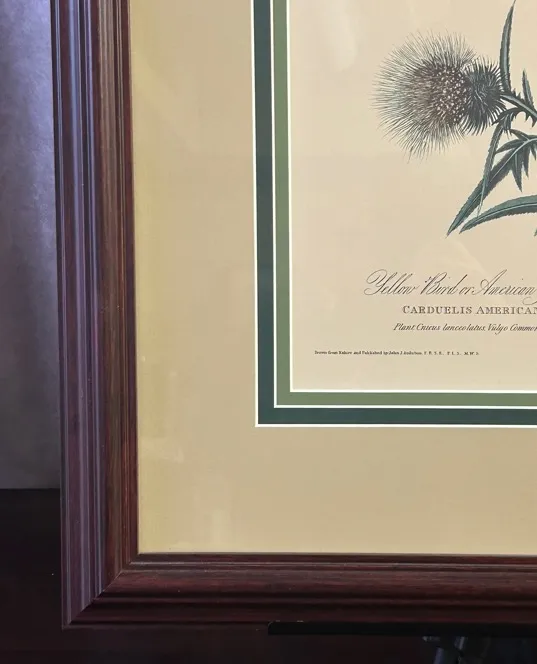 Yellow Bird or American
CARDUELIS AMERICAN
Plant Cnicus lanceolatus. Vulgo Common
Drawn from Nature and Published by John J. Audubon, F.R.S.E. F.L.S. M.W.S.